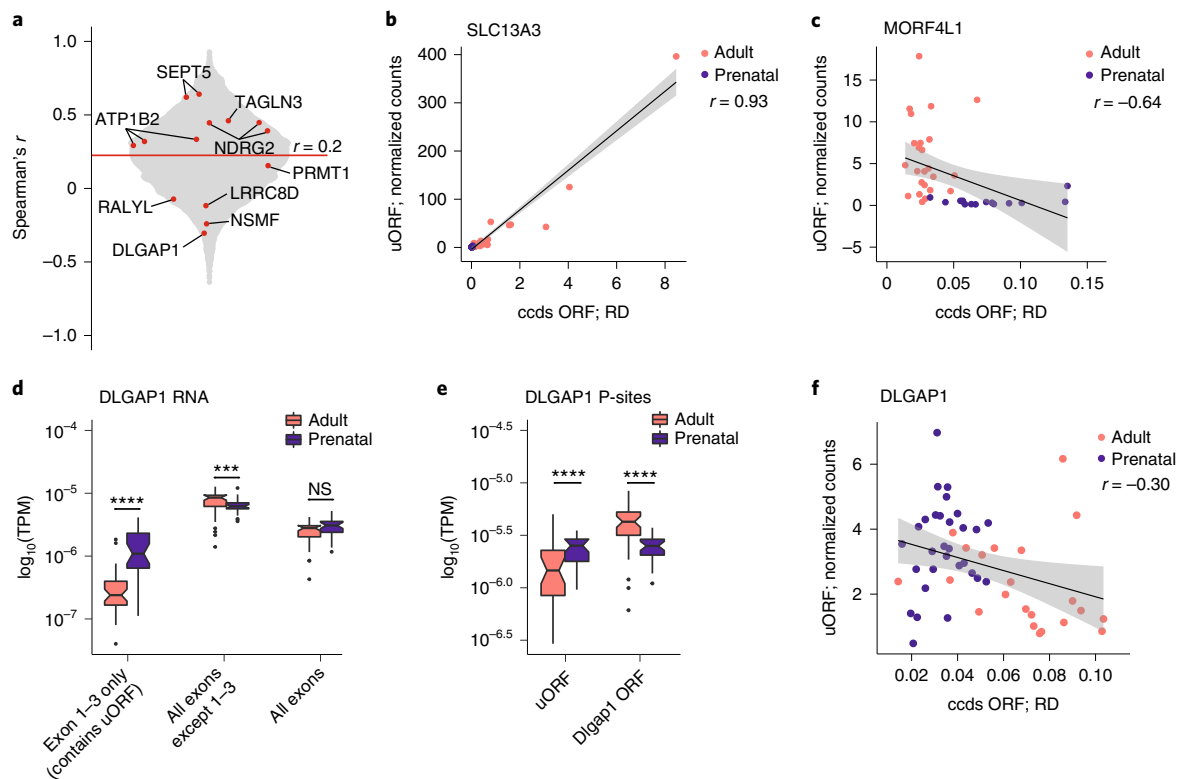 a
Spearman's r
1.0
0.5
0
−0.5
−1.0
SEPT5
TAGLN3
ATP1B2
NDRG2
r = 0.2
PRMT1
LRRC8D
RALYL
NSMF
DLGAP1
b
SLC13A3
uORF; normalized counts
400
300
200
100
0
0 2 4 6 8
ccds ORF; RD
Adult
Prenatal
r = 0.93
c
MORF4L1
uORF; normalized counts
15
10
5
0
−5
0 0.05 0.10 0.15
ccds ORF; RD
Adult
Prenatal
r = −0.64
d
DLGAP1 RNA
Adult
Prenatal
log10(TPM)
10−4
10−5
10−6
10−7
****
***
NS
Exon 1–3 only
(contains uORF)
All exons
except 1–3
All exons
e
DLGAP1 P-sites
Adult
Prenatal
log10(TPM)
10−4.5
10−5.0
10−5.5
10−6.0
10−6.5
****
****
uORF
Dlgap1 ORF
f
DLGAP1
uORF; normalized counts
6
4
2
0.02 0.04 0.06 0.08 0.10
ccds ORF; RD
Adult
Prenatal
r = −0.30